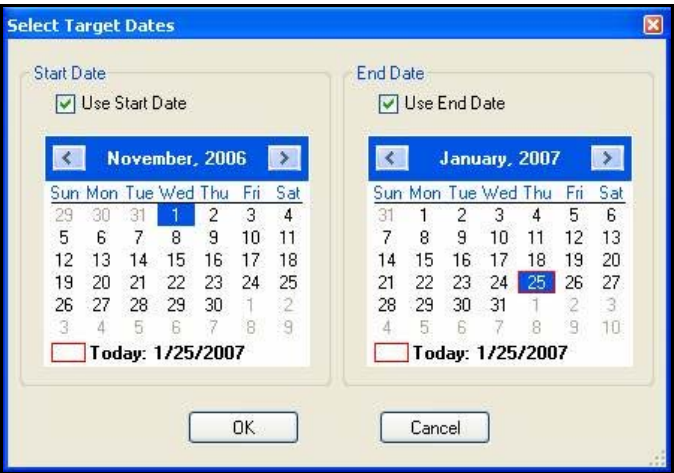 Select Target Dates
Start Date
Use Start Date
November, 2006
Sun Mon Tue Wed Thu Fri Sat
29 30 31 1 2 3 4
5 6 7 8 9 10 11
12 13 14 15 16 17 18
19 20 21 22 23 24 25
26 27 28 29 30 1 2
3 4 5 6 7 8 9
Today: 1/25/2007
End Date
Use End Date
January, 2007
Sun Mon Tue Wed Thu Fri Sat
31 1 2 3 4 5 6
7 8 9 10 11 12 13
14 15 16 17 18 19 20
21 22 23 24 25 26 27
28 29 30 31 1 2 3
4 5 6 7 8 9 10
Today: 1/25/2007
OK
Cancel